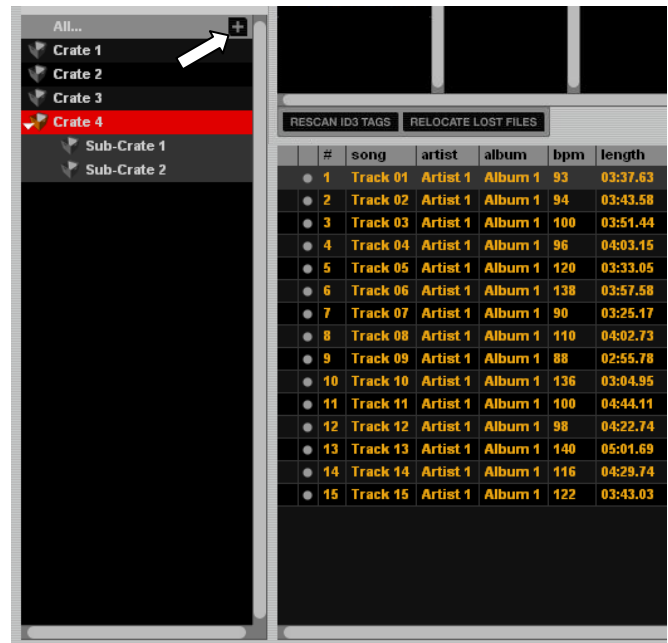 All...
Crate 1
Crate 2
Crate 3
Crate 4
Sub-Crate 1
Sub-Crate 2
RESCAN ID3 TAGS RELOCATE LOST FILES
# song artist album bpm length
1 Track 01 Artist 1 Album 1 93 03:37.63
2 Track 02 Artist 1 Album 1 94 03:43.58
3 Track 03 Artist 1 Album 1 100 03:51.44
4 Track 04 Artist 1 Album 1 96 04:03.15
5 Track 05 Artist 1 Album 1 120 03:33.05
6 Track 06 Artist 1 Album 1 138 03:57.58
7 Track 07 Artist 1 Album 1 90 03:25.17
8 Track 08 Artist 1 Album 1 110 04:02.73
9 Track 09 Artist 1 Album 1 88 02:55.78
10 Track 10 Artist 1 Album 1 136 03:04.95
11 Track 11 Artist 1 Album 1 100 04:44.11
12 Track 12 Artist 1 Album 1 98 04:22.74
13 Track 13 Artist 1 Album 1 140 05:01.69
14 Track 14 Artist 1 Album 1 116 04:29.74
15 Track 15 Artist 1 Album 1 122 03:43.03